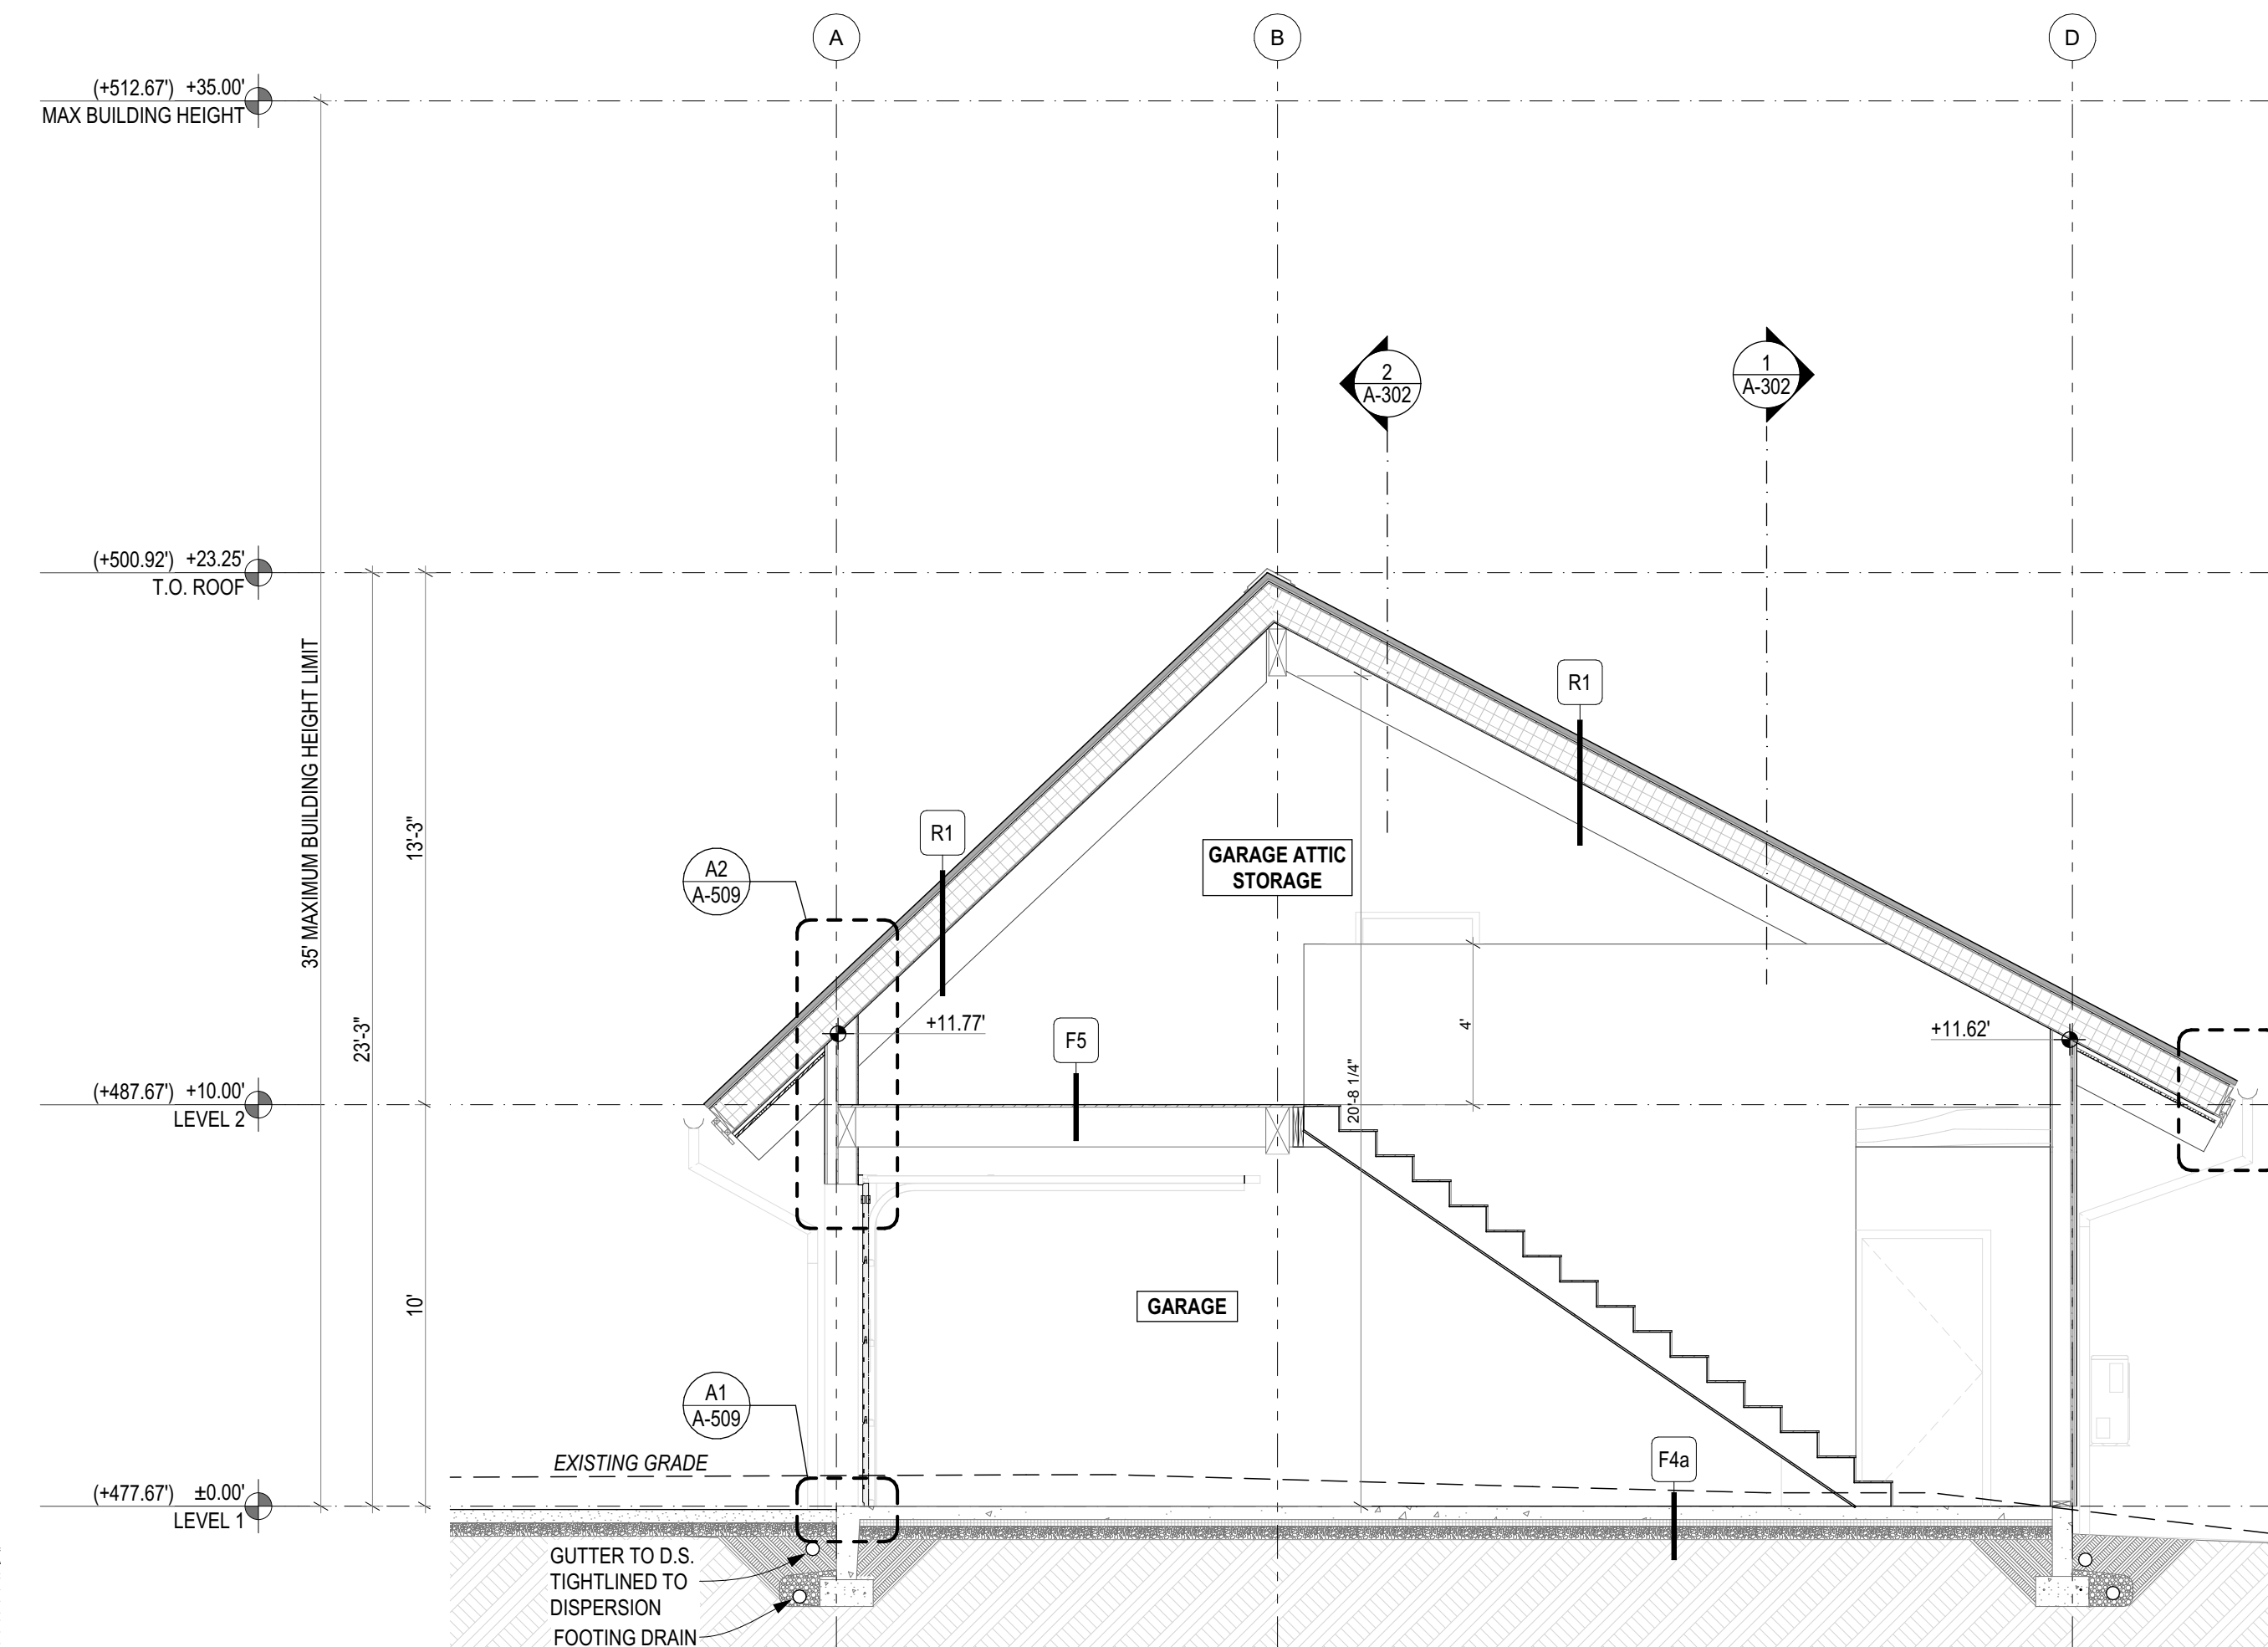 A
B
D
(+512.67') +35.00'
MAX BUILDING HEIGHT
2
A-302
1
A-302
(+500.92') +23.25'
T.O. ROOF
35' MAXIMUM BUILDING HEIGHT LIMIT
23'-3"
13'-3"
R1
R1
A2
A-509
GARAGE ATTIC
STORAGE
+11.77'
F5
4'
+11.62'
20'-8 1/4"
(+487.67') +10.00'
LEVEL 2
10'
GARAGE
A1
A-509
EXISTING GRADE
F4a
(+477.67') ±0.00'
LEVEL 1
GUTTER TO D.S.
TIGHTLINED TO
DISPERSION
FOOTING DRAIN